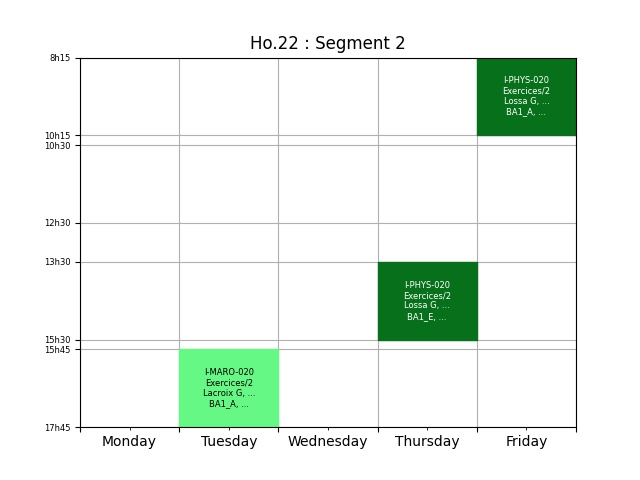 Ho.22 : Segment 2
8h15
I-PHYS-020
Exercices/2
Lossa G, ...
BA1_A, ...
10h15
10h30
12h30
13h30
I-PHYS-020
Exercices/2
Lossa G, ...
BA1_E, ...
15h30
15h45
I-MARO-020
Exercices/2
Lacroix G, ...
BA1_A, ...
17h45
Monday Tuesday Wednesday Thursday Friday